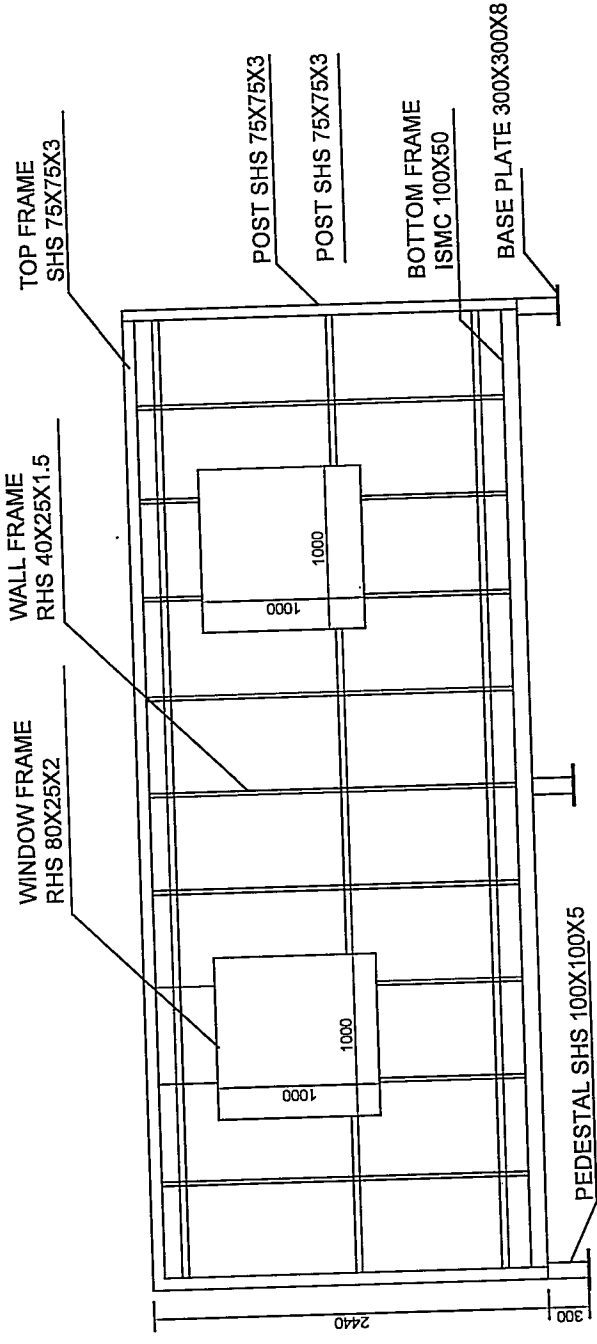 TOP FRAME
SHS 75X75X3
WALL FRAME
RHS 40X25X1.5
WINDOW FRAME
RHS 80X25X2
POST SHS 75X75X3
POST SHS 75X75X3
BOTTOM FRAME
ISMC 100X50
BASE PLATE 300X300X8
PEDESTAL SHS 100X100X5
1000
1000
1000
1000
2440
300